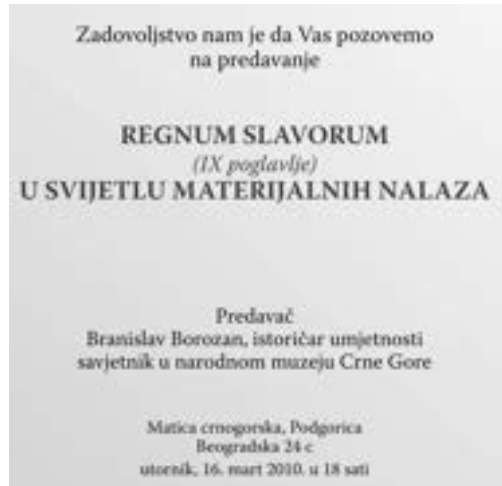 Zadovoljstvo nam je da Vas pozovemo
na predavanje
REGNUM SLAVORUM
(IX poglavlje)
U SVIJETLU MATERIJALNIH NALAZA
Predavač
Branislav Borozan, istoričar umjetnosti
savjetnik u narodnom muzeju Crne Gore
Matica crnogorska, Podgorica
Beogradska 24 c
utornik, 16. mart 2010. u 18 sati